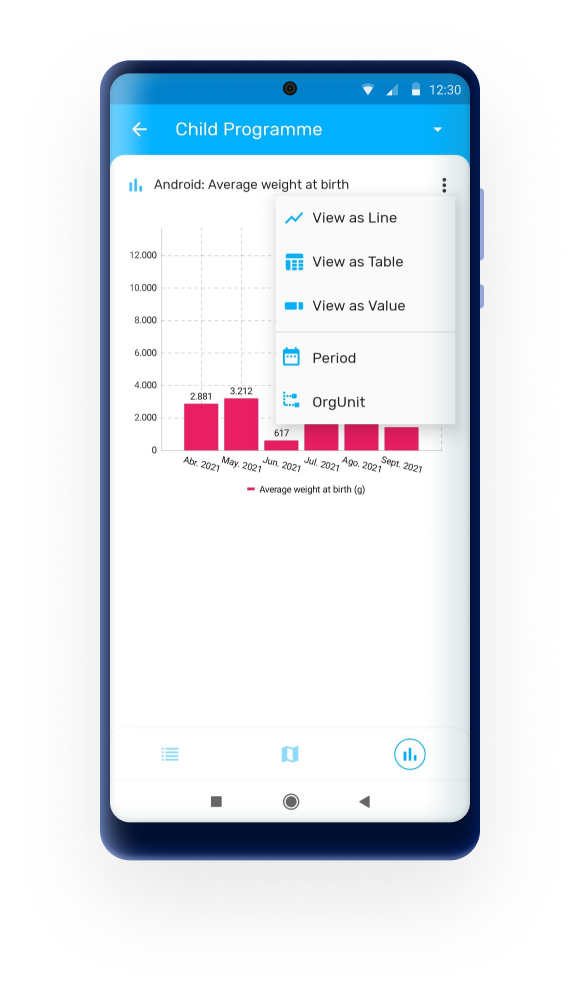 12:30
Child Programme
Android: Average weight at birth
View as Line
View as Table
View as Value
Period
OrgUnit
12.000
10.000
8.000
6.000
4.000
2.000
0
2.881
3.212
617
Abr. 2021
May. 2021
Jun. 2021
Jul. 2021
Ago. 2021
Sept. 2021
Average weight at birth (g)